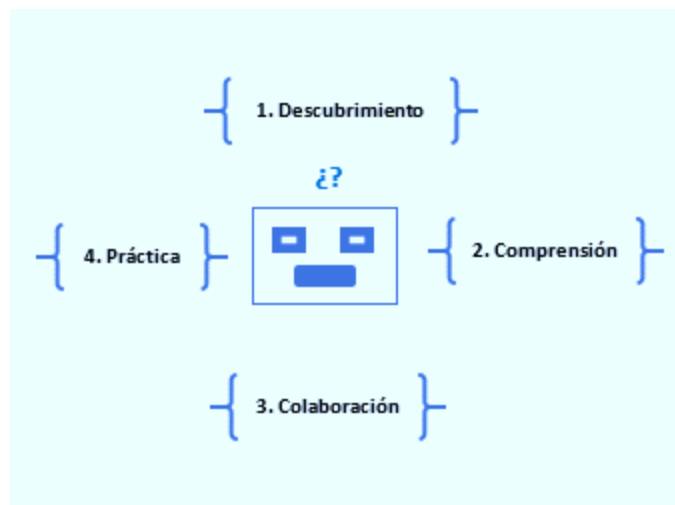 1. Descubrimiento
¿?
4. Práctica
2. Comprensión
3. Colaboración